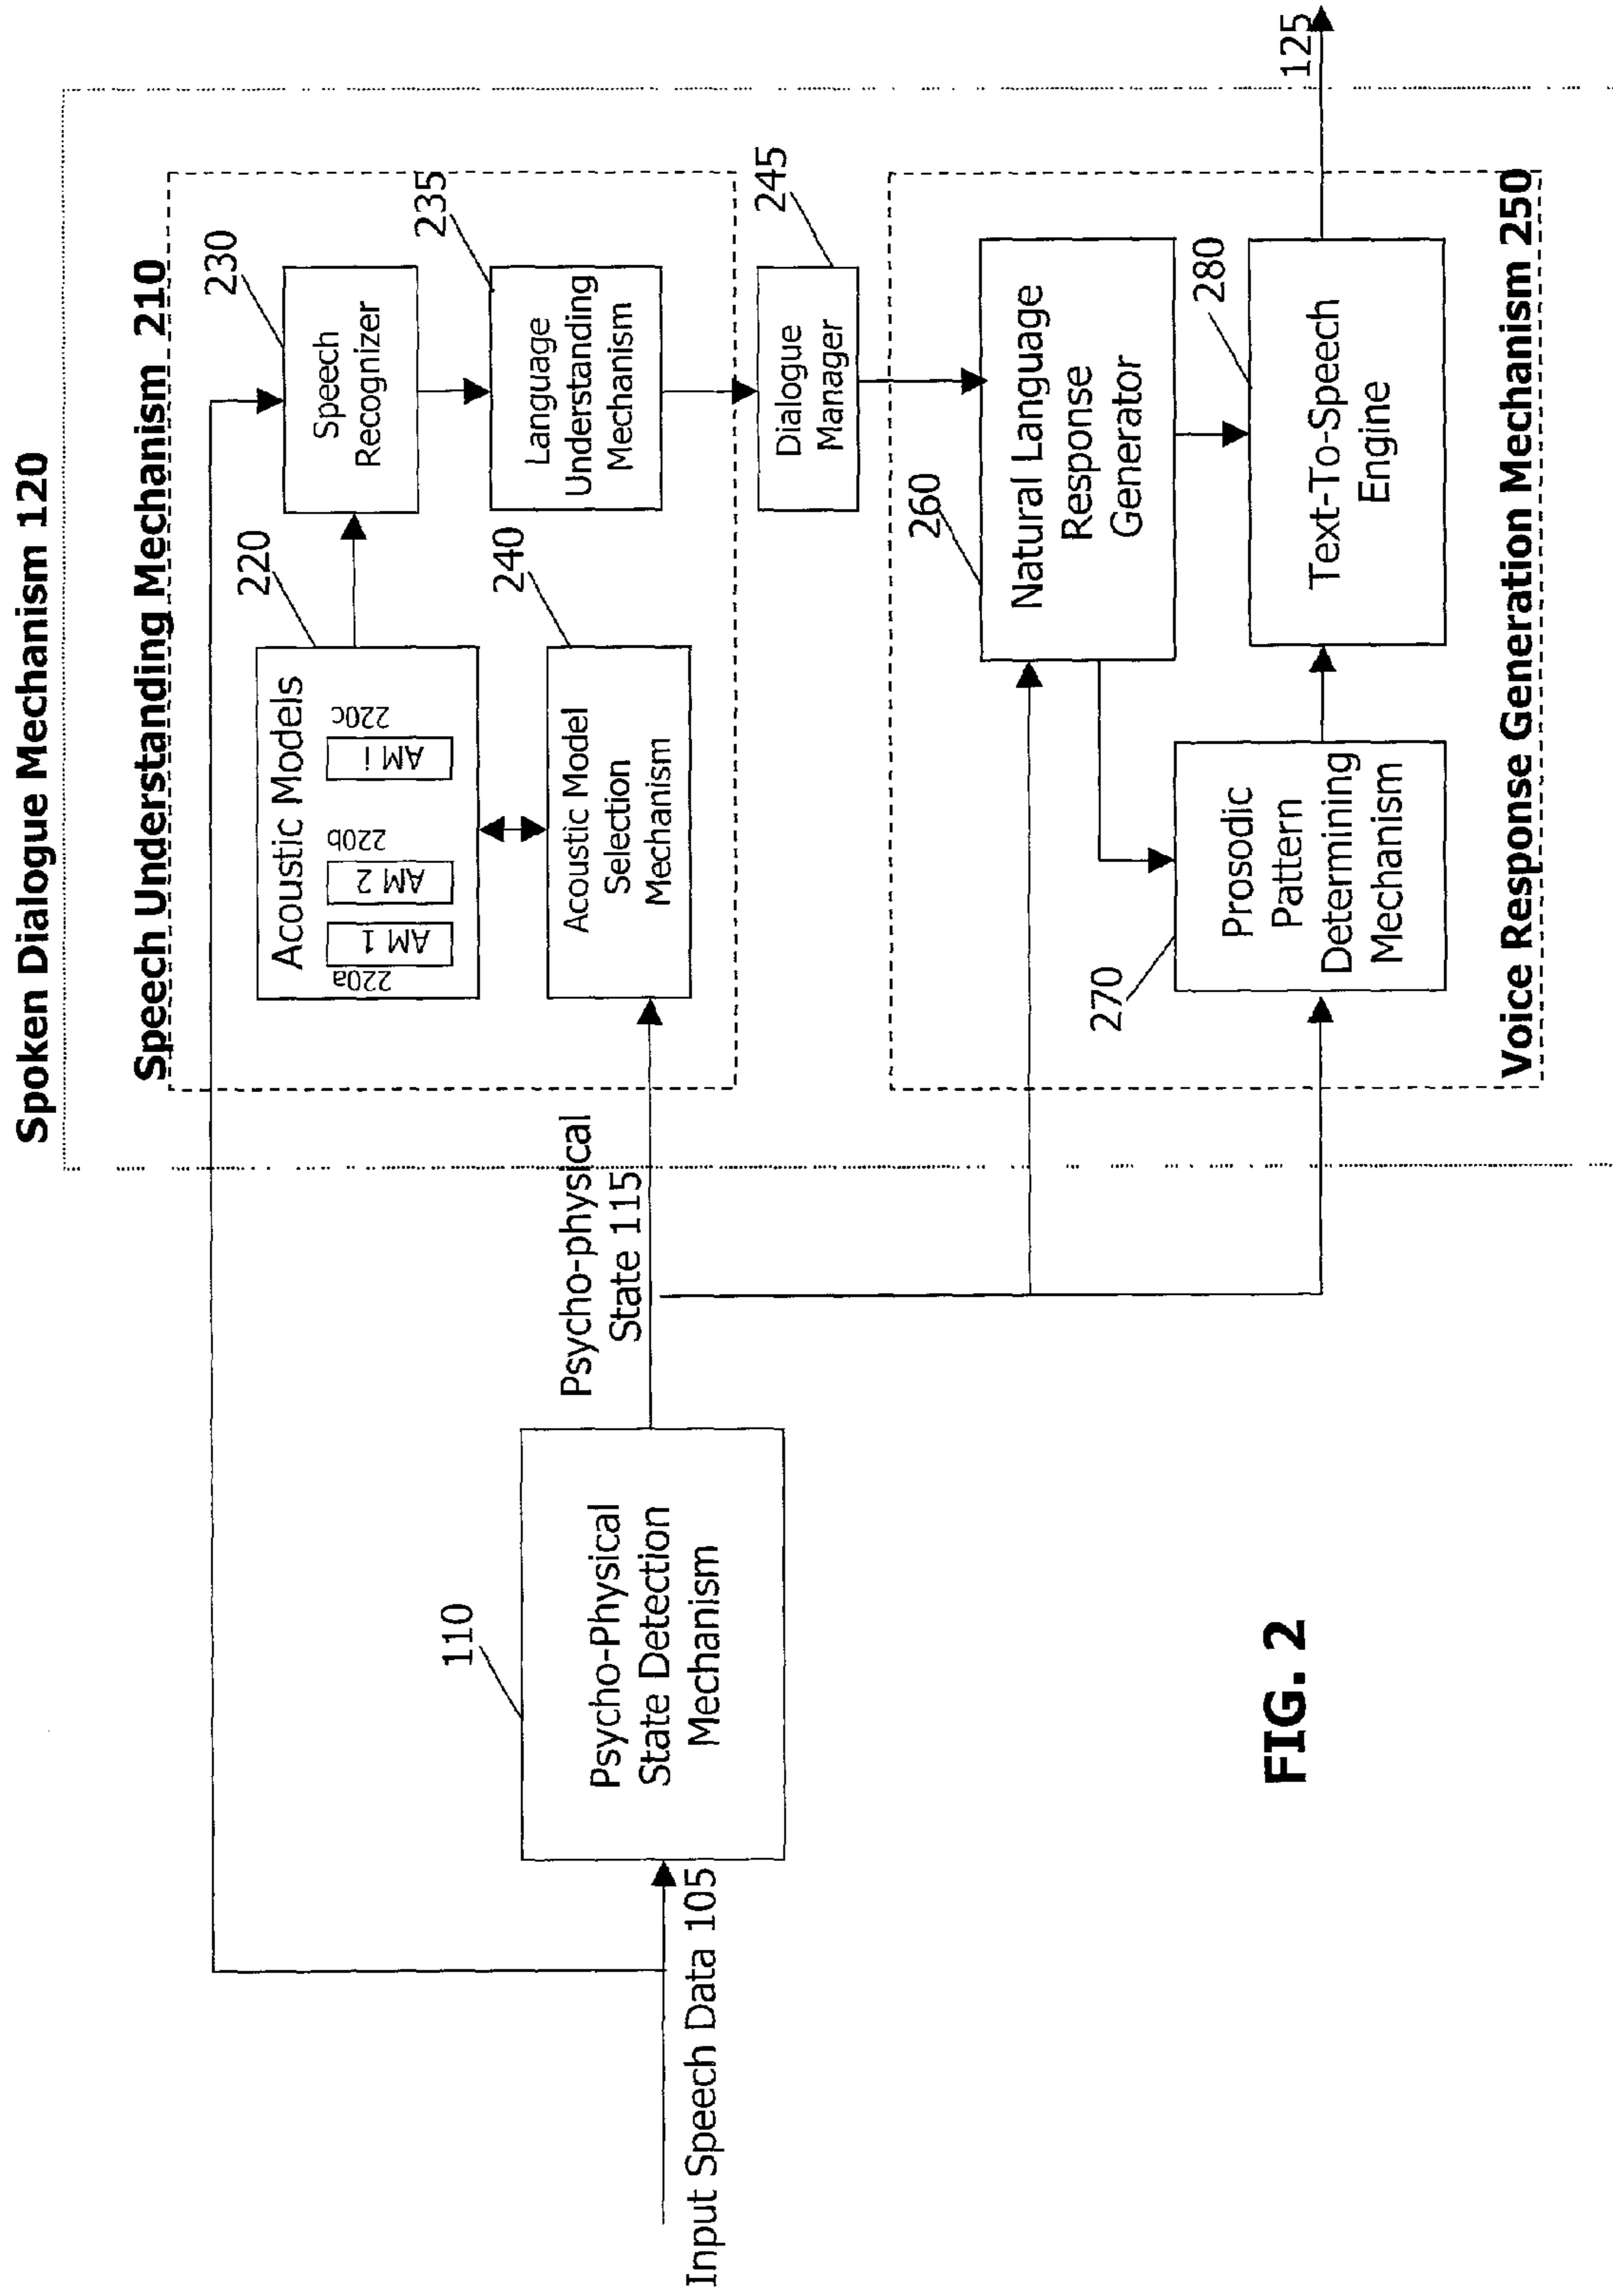 Spoken Dialogue Mechanism 120
Speech Understanding Mechanism 210
220
230
Acoustic Models
220a
220b
220c
AM 1
AM 2
AM i
Speech
Recognizer
240
235
Acoustic Model
Selection
Mechanism
Language
Understanding
Mechanism
110
Psycho-Physical
State Detection
Mechanism
Psycho-physical
State 115
Input Speech Data 105
245
Dialogue
Manager
260
Natural Language
Response
Generator
270
Prosodic
Pattern
Determining
Mechanism
280
Text-To-Speech
Engine
125
Voice Response Generation Mechanism 250
FIG. 2